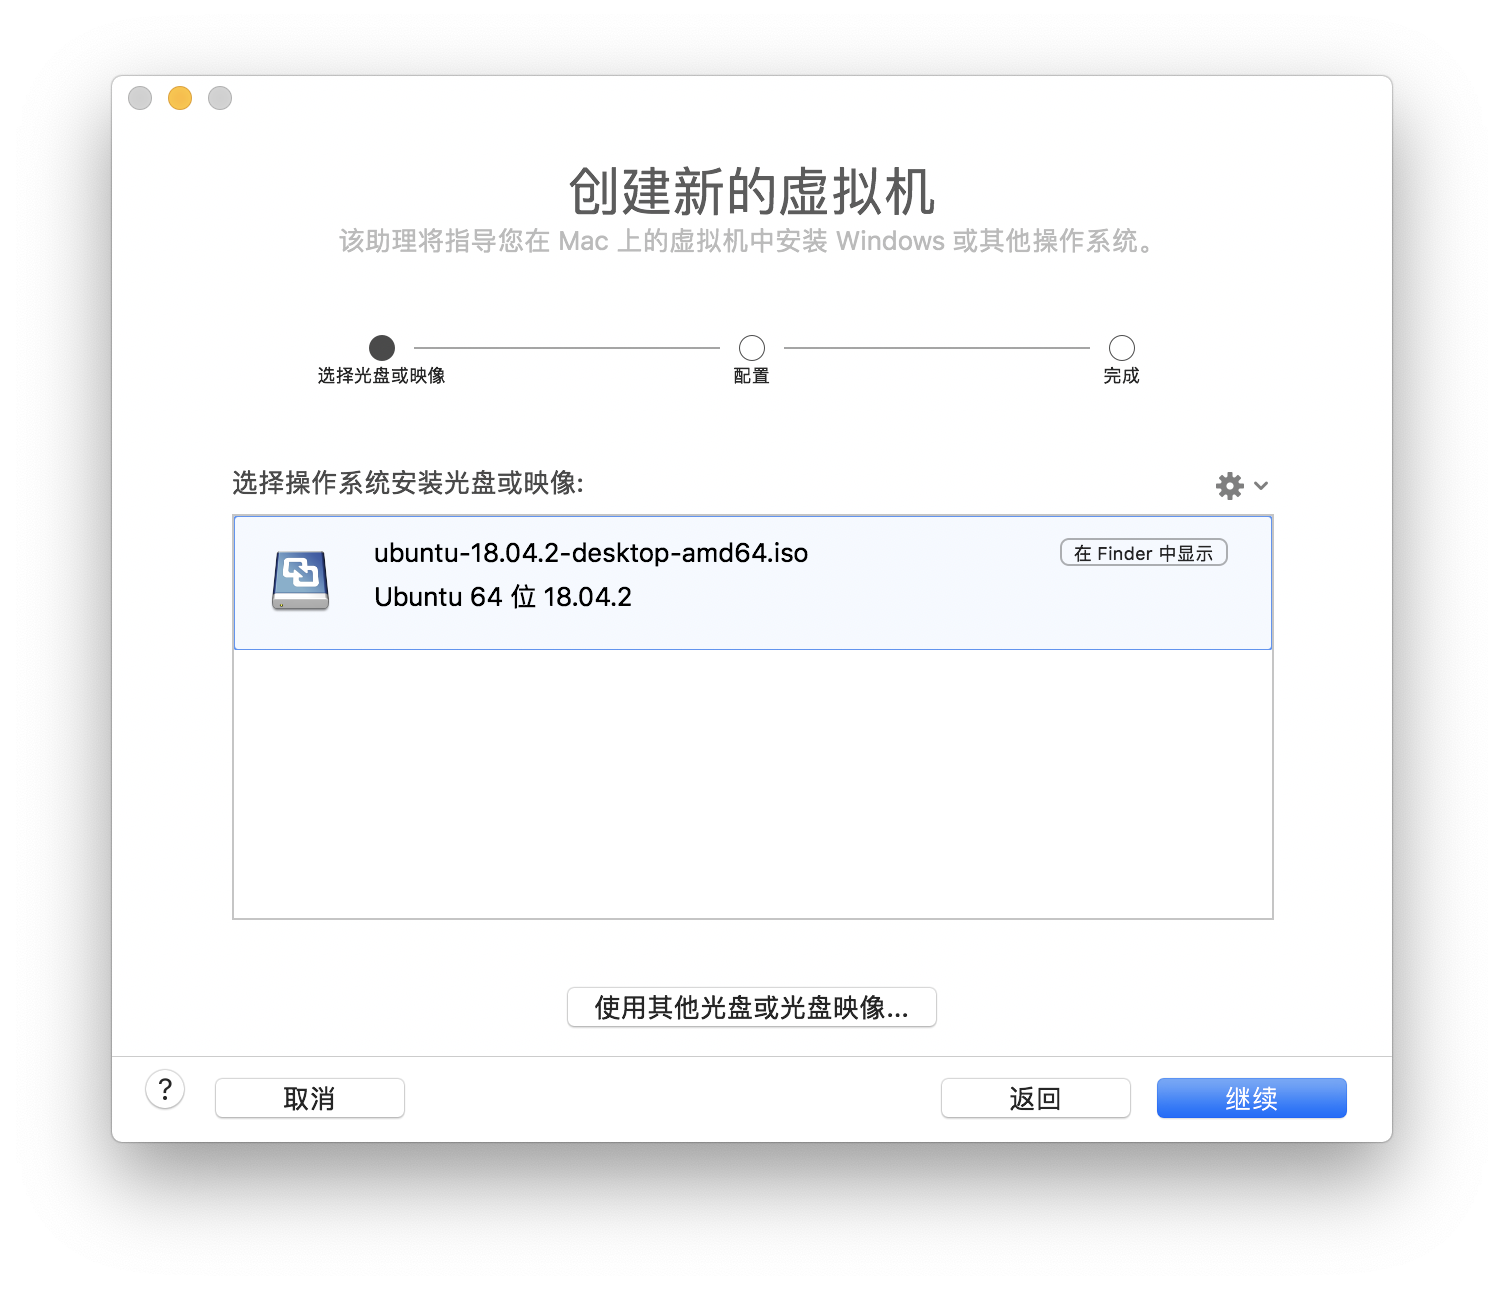 创建新的虚拟机
该助理将指导您在 Mac 上的虚拟机中安装 Windows 或其他操作系统。
选择光盘或映像
配置
完成
选择操作系统安装光盘或映像:
ubuntu-18.04.2-desktop-amd64.iso
在 Finder 中显示
Ubuntu 64 位 18.04.2
使用其他光盘或光盘映像...
?
取消
返回
继续